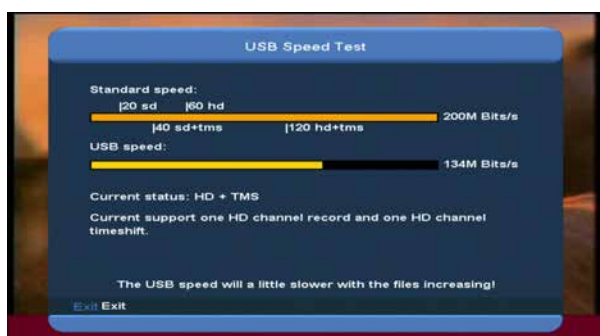 USB Speed Test
Standard speed:
|20 sd |60 hd
200M Bits/s
|40 sd+tms |120 hd+tms
USB speed:
134M Bits/s
Current status: HD + TMS
Current support one HD channel record and one HD channel
timeshift.
The USB speed will a little slower with the files increasing!
Exit Exit